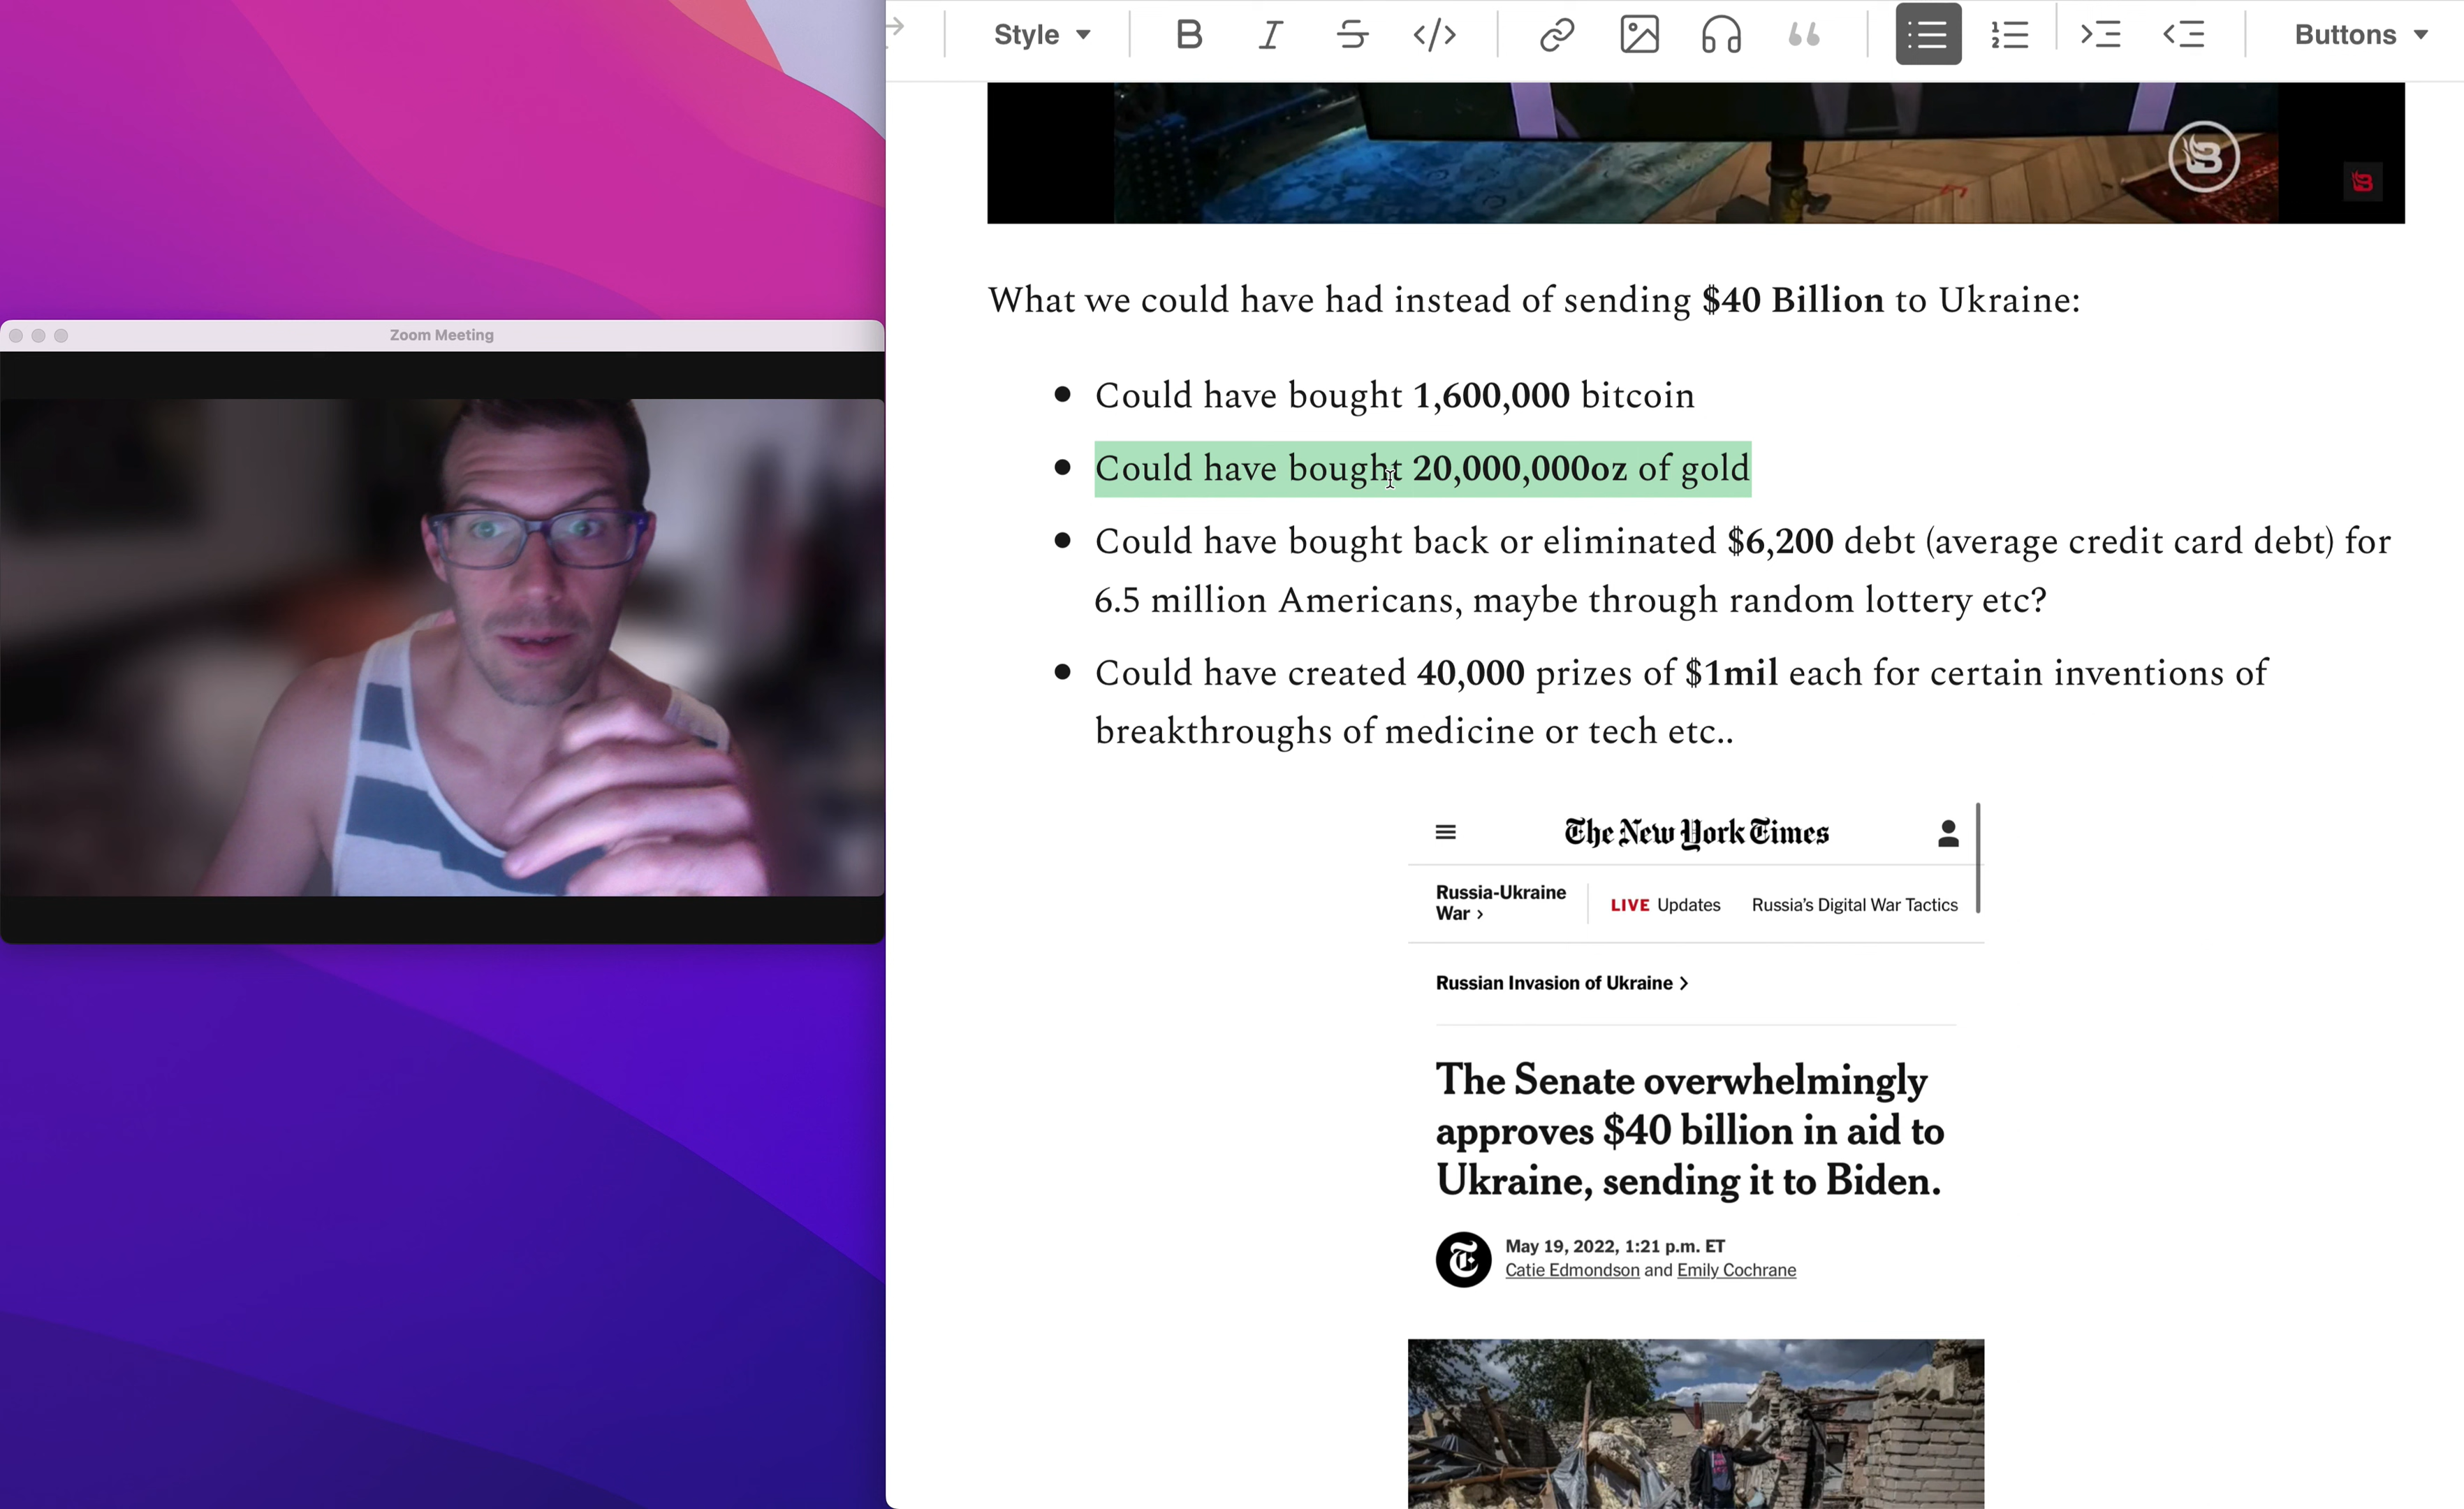 Style
Buttons
Zoom Meeting
What we could have had instead of sending $40 Billion to Ukraine:
Could have bought 1,600,000 bitcoin
Could have bought 20,000,000oz of gold
Could have bought back or eliminated $6,200 debt (average credit card debt) for
6.5 million Americans, maybe through random lottery etc?
Could have created 40,000 prizes of $1mil each for certain inventions of
breakthroughs of medicine or tech etc..
The New York Times
Russia-Ukraine
War
LIVE Updates
Russia's Digital War Tactics
Russian Invasion of Ukraine
The Senate overwhelmingly
approves $40 billion in aid to
Ukraine, sending it to Biden.
May 19, 2022, 1:21 p.m. ET
Catie Edmondson and Emily Cochrane